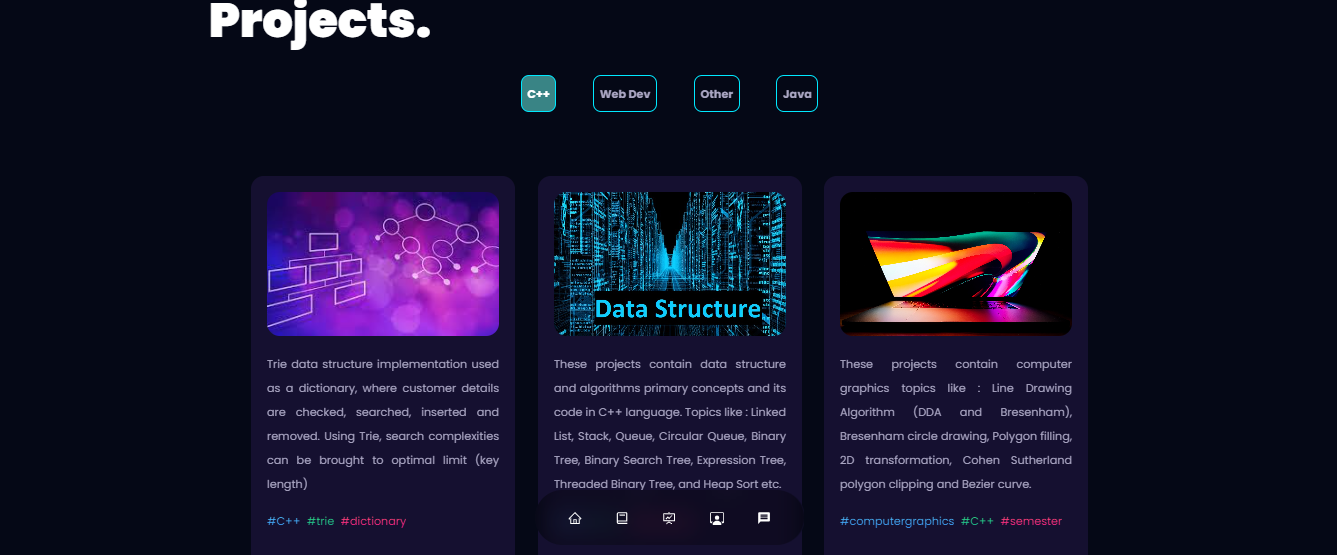 Projects.
C++
Web Dev
Other
Java
Data Structure
Trie data structure implementation used
as a dictionary, where customer details
are checked, searched, inserted and
removed. Using Trie, search complexities
can be brought to optimal limit (key
length)
#C++ #trie #dictionary
These projects contain data structure
and algorithms primary concepts and its
code in C++ language. Topics like : Linked
List, Stack, Queue, Circular Queue, Binary
Tree, Binary Search Tree, Expression Tree,
Threaded Binary Tree, and Heap Sort etc.
These projects contain computer
graphics topics like : Line Drawing
Algorithm (DDA and Bresenham),
Bresenham circle drawing, Polygon filling,
2D transformation, Cohen Sutherland
polygon clipping and Bezier curve.
#computergraphics #C++ #semester